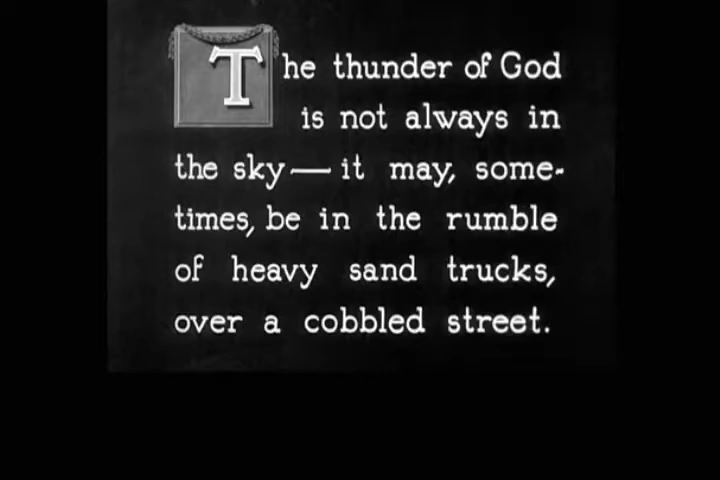 The thunder of God
is not always in
the sky—it may, some-
times, be in the rumble
of heavy sand trucks,
over a cobbled street.